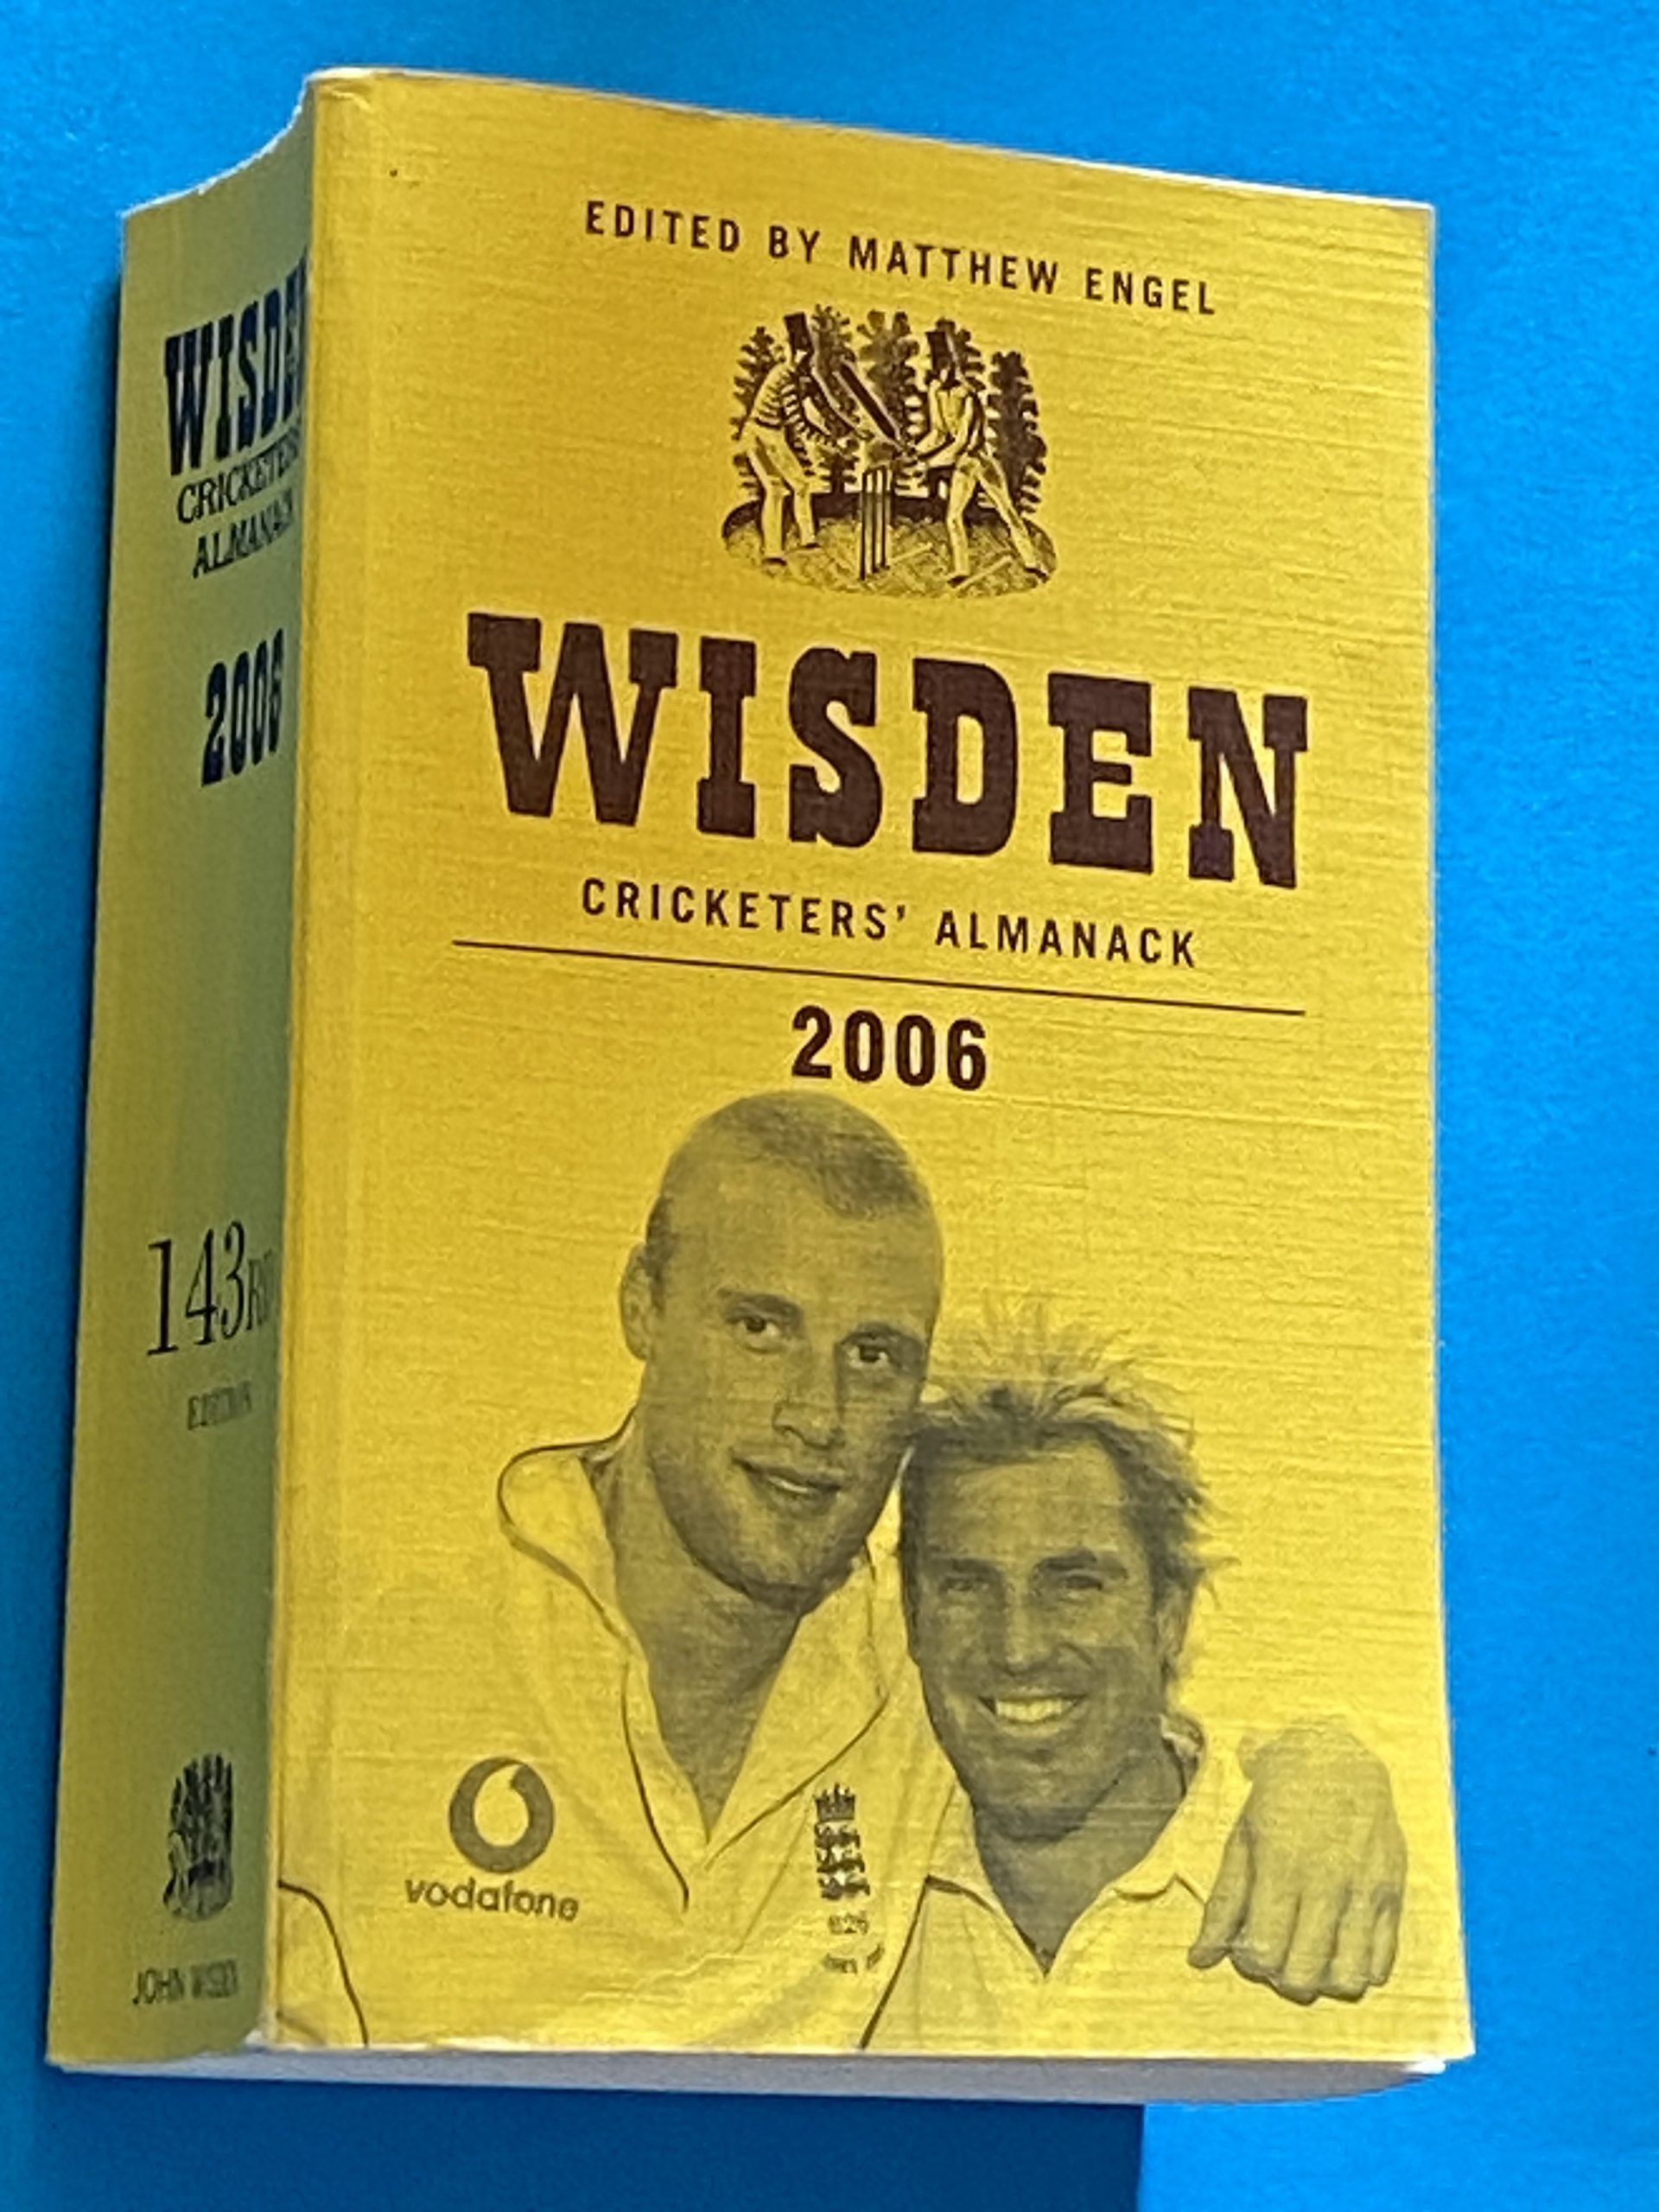 EDITED BY MATTHEW ENGEL
WISDEN
CRICKETERS' ALMANACK
2006
vodafone
WISDEN
CRICKETERS'
ALMANACK
2006
143RD
EDITION
JOHN WISDEN